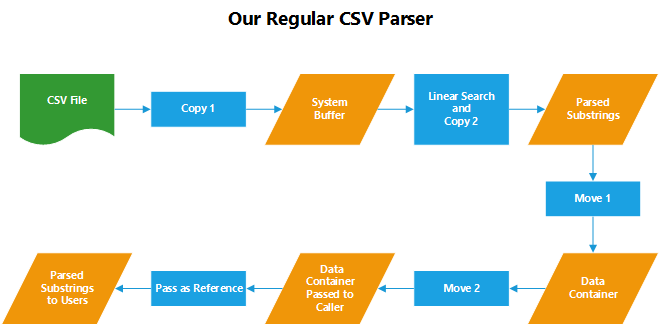 Our Regular CSV Parser
CSV File
Copy 1
System
Buffer
Linear Search
and
Copy 2
Parsed
Substrings
Move 1
Data
Container
Move 2
Data
Container
Passed to
Caller
Pass as Reference
Parsed
Substrings
to Users